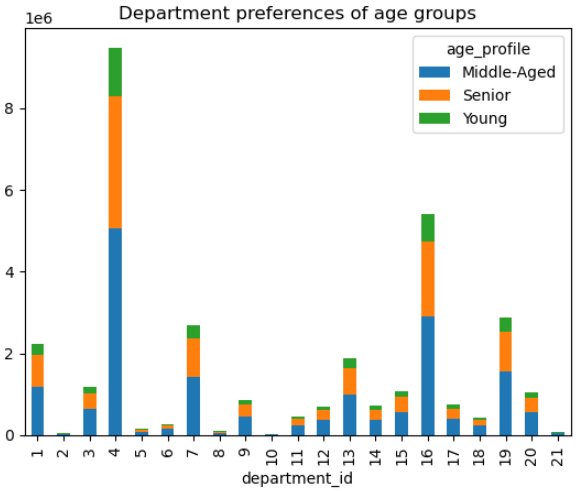 Department preferences of age groups
1e6
age_profile
Middle-Aged
Senior
Young
8
6
4
2
0
1 2 3 4 5 6 7 8 9 10 11 12 13 14 15 16 17 18 19 20 21
department_id